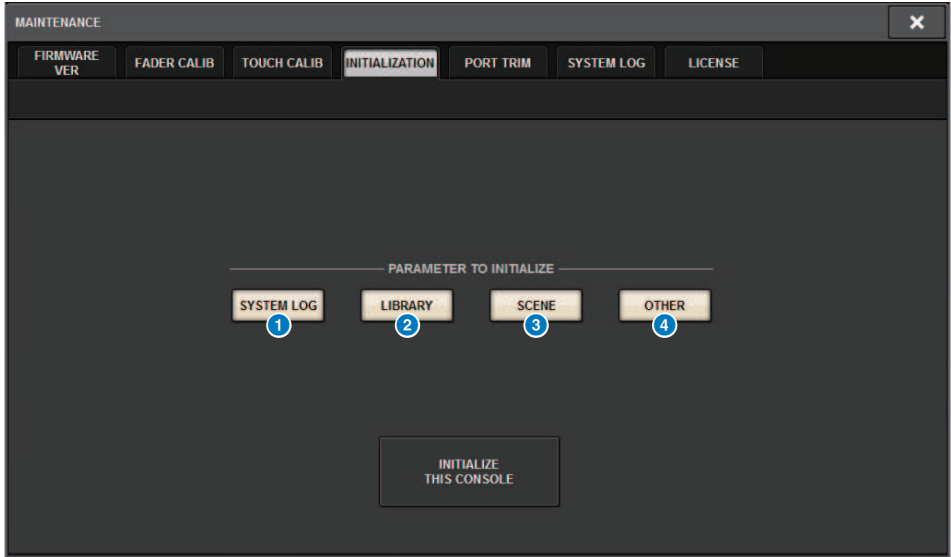 MAINTENANCE
FIRMWARE
VER
FADER CALIB
TOUCH CALIB
INITIALIZATION
PORT TRIM
SYSTEM LOG
LICENSE
PARAMETER TO INITIALIZE
SYSTEM LOG
LIBRARY
SCENE
OTHER
1
2
3
4
INITIALIZE
THIS CONSOLE